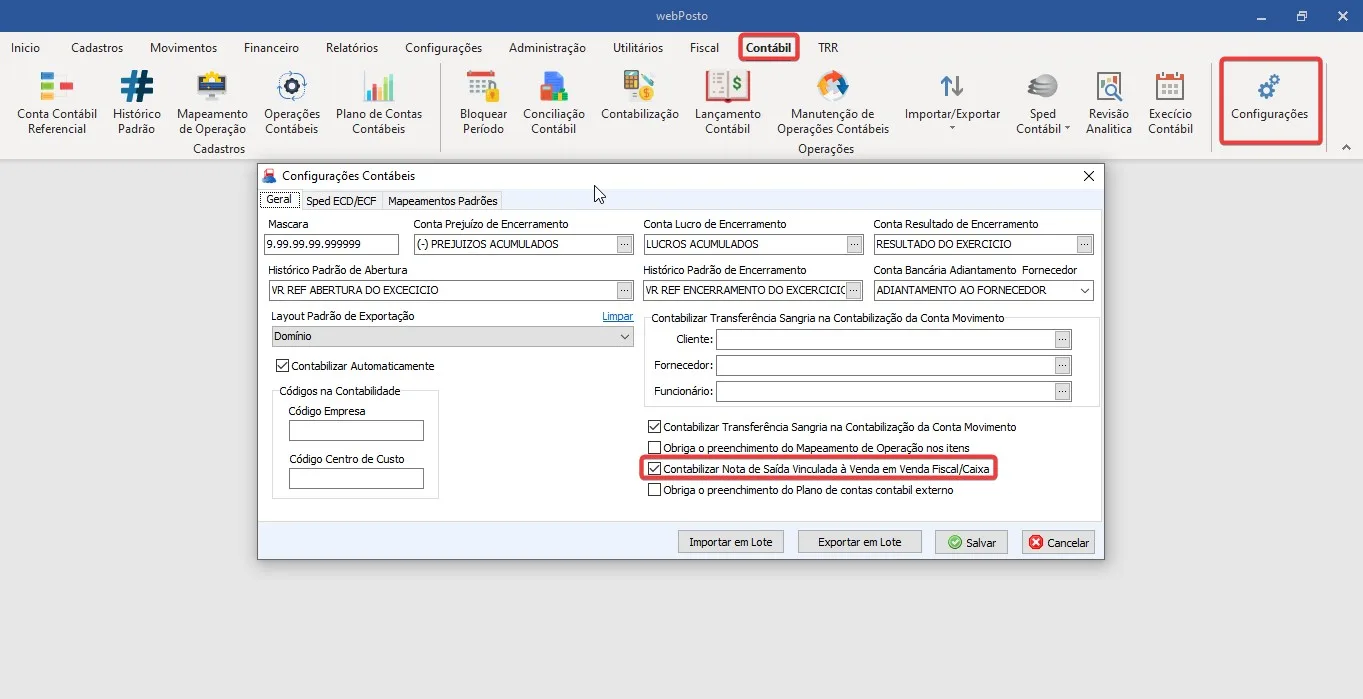 webPosto
Inicio Cadastros Movimentos Financeiro Relatórios Configurações Administração Utilitários Fiscal Contábil TRR
Conta Contábil Referencial
Histórico Padrão
Mapeamento de Operação
Operações Contábeis
Plano de Contas Contábeis
Cadastros
Bloquear Período
Conciliação Contábil
Contabilização
Lançamento Contábil
Manutenção de Operações Contábeis
Importar/Exportar
Sped Contábil
Revisão Analitica
Execício Contábil
Operações
Configurações
Configurações Contábeis
Geral Sped ECD/ECF Mapeamentos Padrões
Mascara
9.99.99.99.999999
Conta Prejuízo de Encerramento
(-) PREJUIZOS ACUMULADOS
Conta Lucro de Encerramento
LUCROS ACUMULADOS
Conta Resultado de Encerramento
RESULTADO DO EXERCICIO
Histórico Padrão de Abertura
VR REF ABERTURA DO EXCECICIO
Histórico Padrão de Encerramento
VR REF ENCERRAMENTO DO EXCERCICIC
Conta Bancária Adiantamento Fornecedor
ADIANTAMENTO AO FORNECEDOR
Layout Padrão de Exportação
Limpar
Domínio
Contabilizar Automaticamente
Códigos na Contabilidade
Código Empresa
Código Centro de Custo
Contabilizar Transferência Sangria na Contabilização da Conta Movimento
Cliente:
Fornecedor:
Funcionário:
Contabilizar Transferência Sangria na Contabilização da Conta Movimento
Obriga o preenchimento do Mapeamento de Operação nos itens
Contabilizar Nota de Saída Vinculada à Venda em Venda Fiscal/Caixa
Obriga o preenchimento do Plano de contas contabil externo
Importar em Lote Exportar em Lote Salvar Cancelar